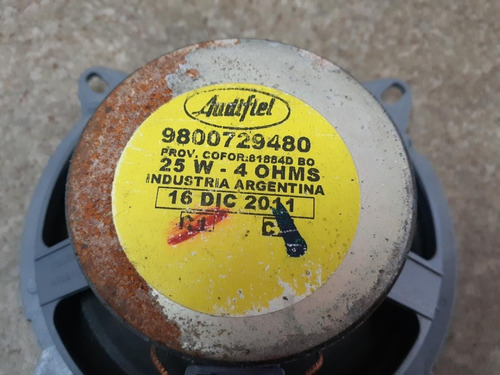 Audifiel
9800729480
PROV. COFOR:81884D BO
25 W - 4 OHMS
INDUSTRIA ARGENTINA
16 DIC 2011